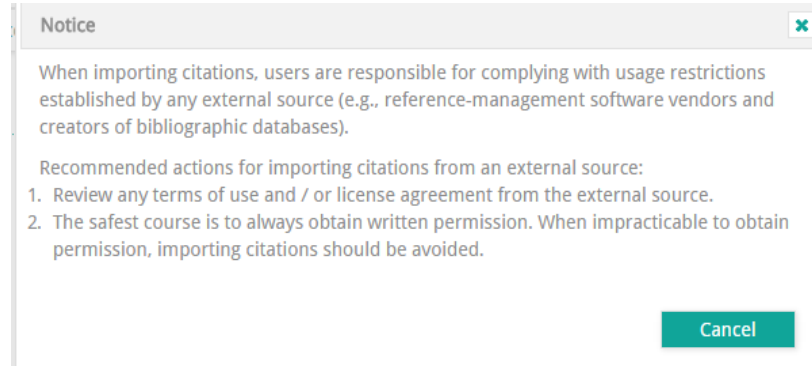 Notice
When importing citations, users are responsible for complying with usage restrictions
established by any external source (e.g., reference-management software vendors and
creators of bibliographic databases).
Recommended actions for importing citations from an external source:
1. Review any terms of use and / or license agreement from the external source.
2. The safest course is to always obtain written permission. When impracticable to obtain
permission, importing citations should be avoided.
Cancel